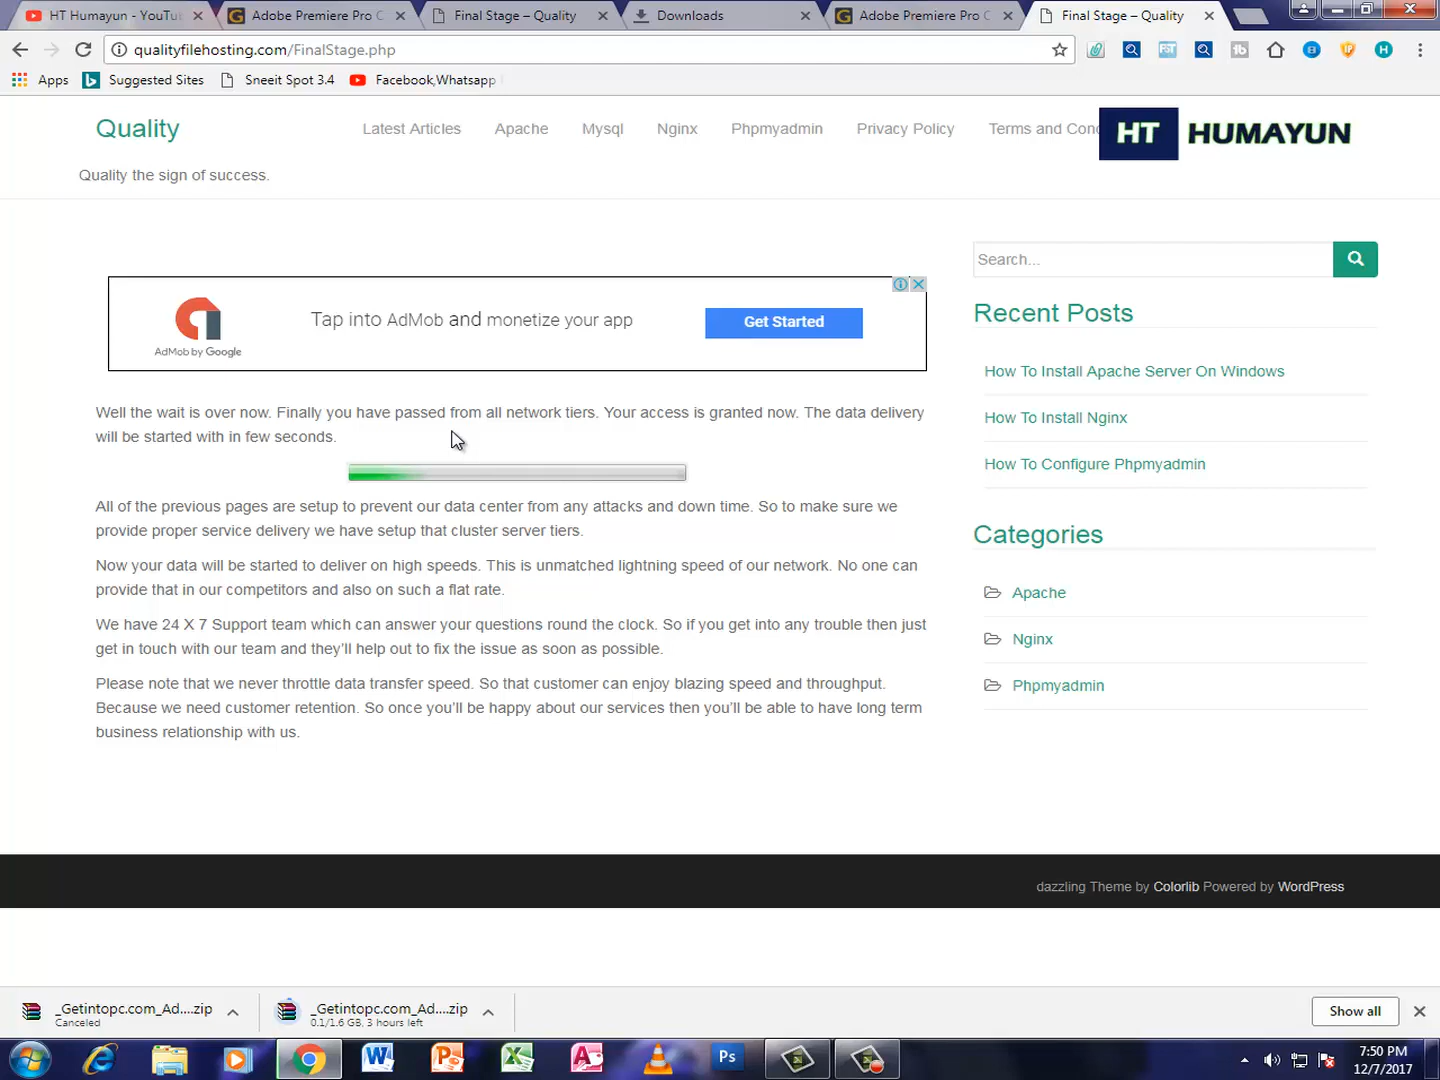 HT Humayun - YouTu
Adobe Premiere Pro C
Final Stage – Quality
Downloads
Adobe Premiere Pro C
Final Stage – Quality
qualityfilehosting.com/FinalStage.php
Apps
Suggested Sites
Sneeit Spot 3.4
Facebook,Whatsapp
Quality
Latest Articles
Apache
Mysql
Nginx
Phpmyadmin
Privacy Policy
Terms and Cond
HT HUMAYUN
Quality the sign of success.
Search...
AdMob by Google
Tap into AdMob and monetize your app
Get Started
Recent Posts
How To Install Apache Server On Windows
How To Install Nginx
How To Configure Phpmyadmin
Well the wait is over now. Finally you have passed from all network tiers. Your access is granted now. The data delivery
will be started with in few seconds.
All of the previous pages are setup to prevent our data center from any attacks and down time. So to make sure we
provide proper service delivery we have setup that cluster server tiers.
Now your data will be started to deliver on high speeds. This is unmatched lightning speed of our network. No one can
provide that in our competitors and also on such a flat rate.
We have 24 X 7 Support team which can answer your questions round the clock. So if you get into any trouble then just
get in touch with our team and they'll help out to fix the issue as soon as possible.
Please note that we never throttle data transfer speed. So that customer can enjoy blazing speed and throughput.
Because we need customer retention. So once you'll be happy about our services then you'll be able to have long term
business relationship with us.
Categories
Apache
Nginx
Phpmyadmin
dazzling Theme by Colorlib Powered by WordPress
_Getintopc.com_Ad....zip
Canceled
_Getintopc.com_Ad....zip
0.1/1.6 GB, 3 hours left
Show all
Ps
7:50 PM
12/7/2017